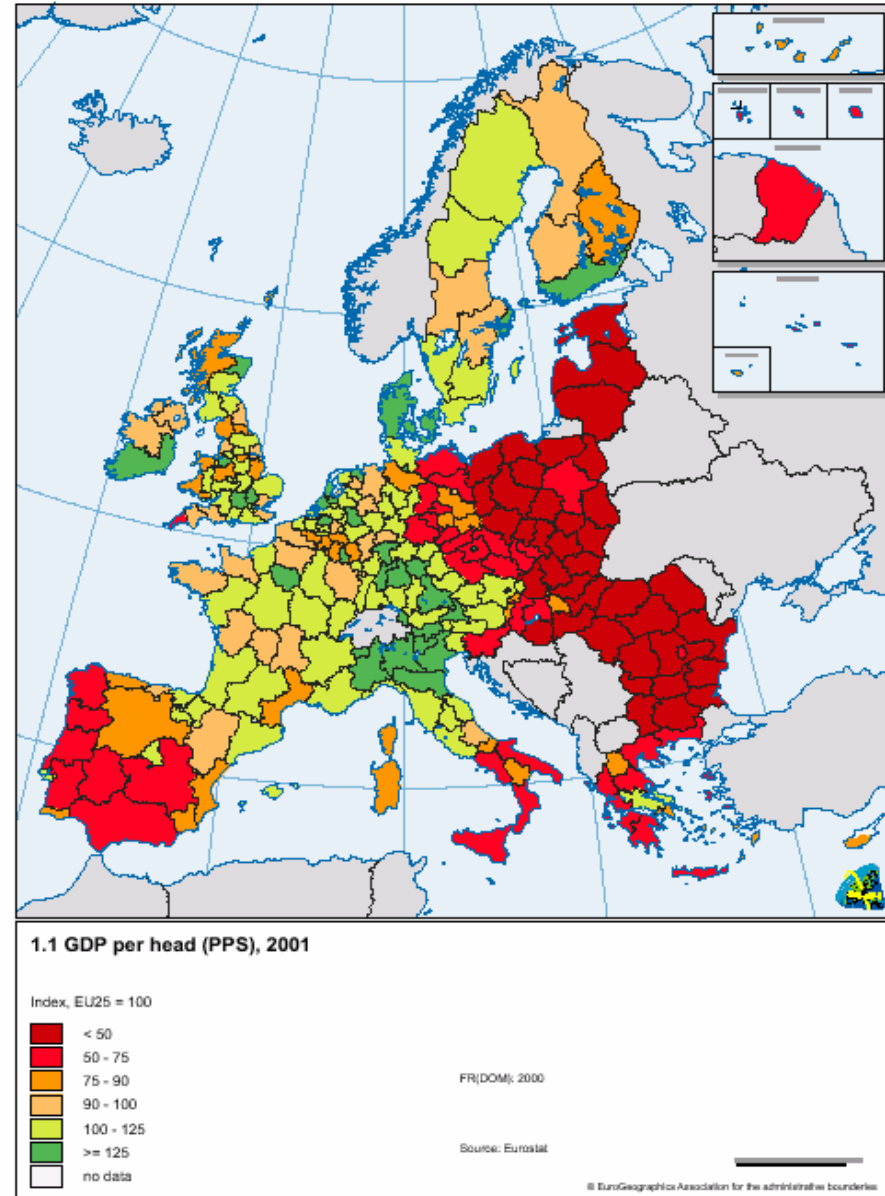 1.1 GDP per head (PPS), 2001
Index, EU25 = 100
< 50
50 - 75
75 - 90
90 - 100
100 - 125
>= 125
no data
FR(DOM): 2000
Source: Eurostat
© EuroGeographics Association for the administrative boundaries